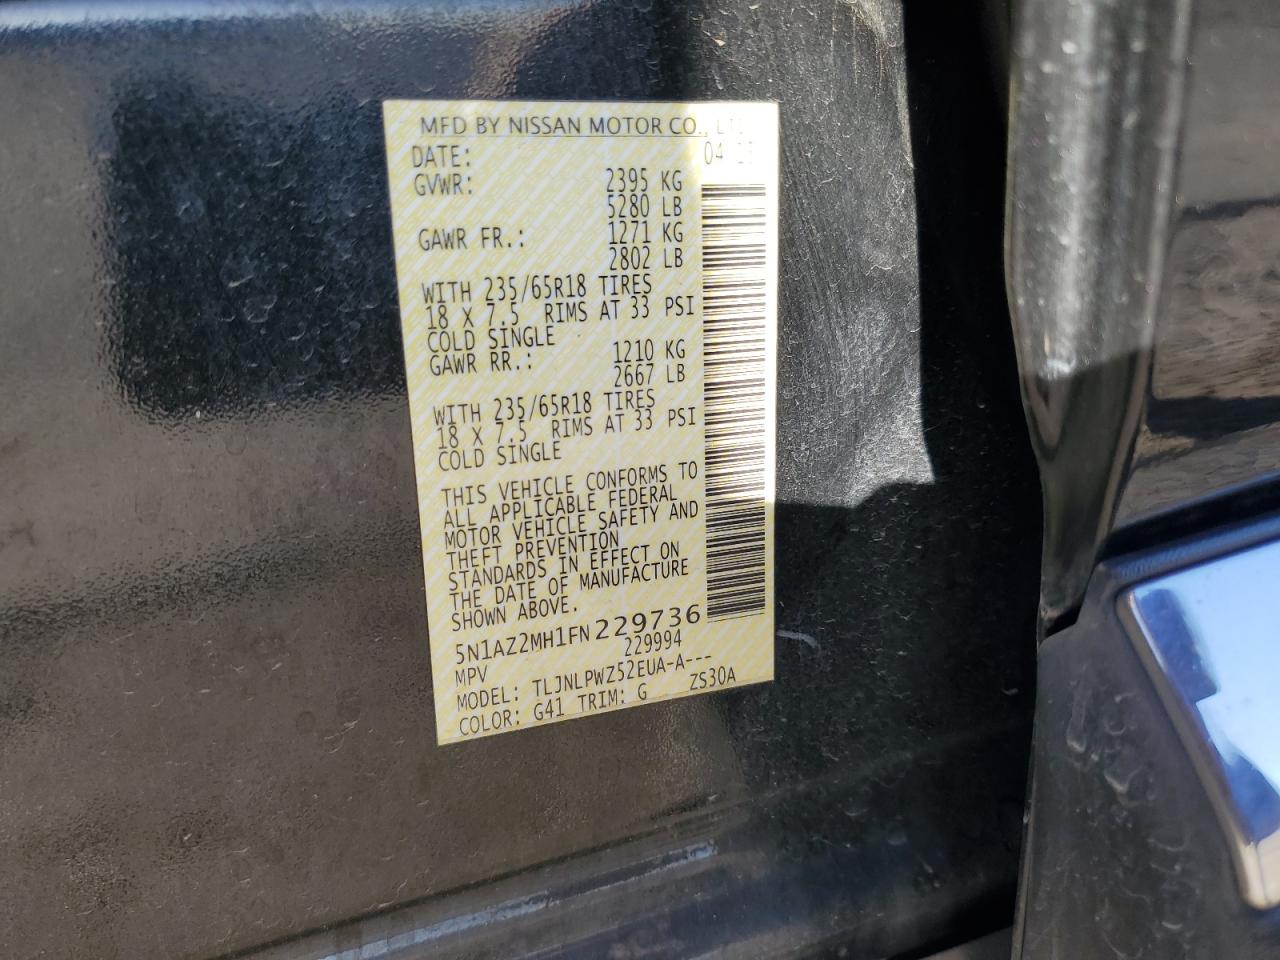 MFD BY NISSAN MOTOR CO.,
DATE: 04
GVWR: 2395 KG
5280 LB
GAWR FR.: 1271 KG
2802 LB
WITH 235/65R18 TIRES
18 X 7.5 RIMS AT 33 PSI
COLD SINGLE
GAWR RR.: 1210 KG
2667 LB
WITH 235/65R18 TIRES
18 X 7.5 RIMS AT 33 PSI
COLD SINGLE
THIS VEHICLE CONFORMS TO
ALL APPLICABLE FEDERAL
MOTOR VEHICLE SAFETY AND
THEFT PREVENTION
STANDARDS IN EFFECT ON
THE DATE OF MANUFACTURE
SHOWN ABOVE.
5N1AZ2MH1FN229736
229994
MPV
MODEL: TLJNLPWZ52EUA-A---
COLOR: G41 TRIM: G ZS30A